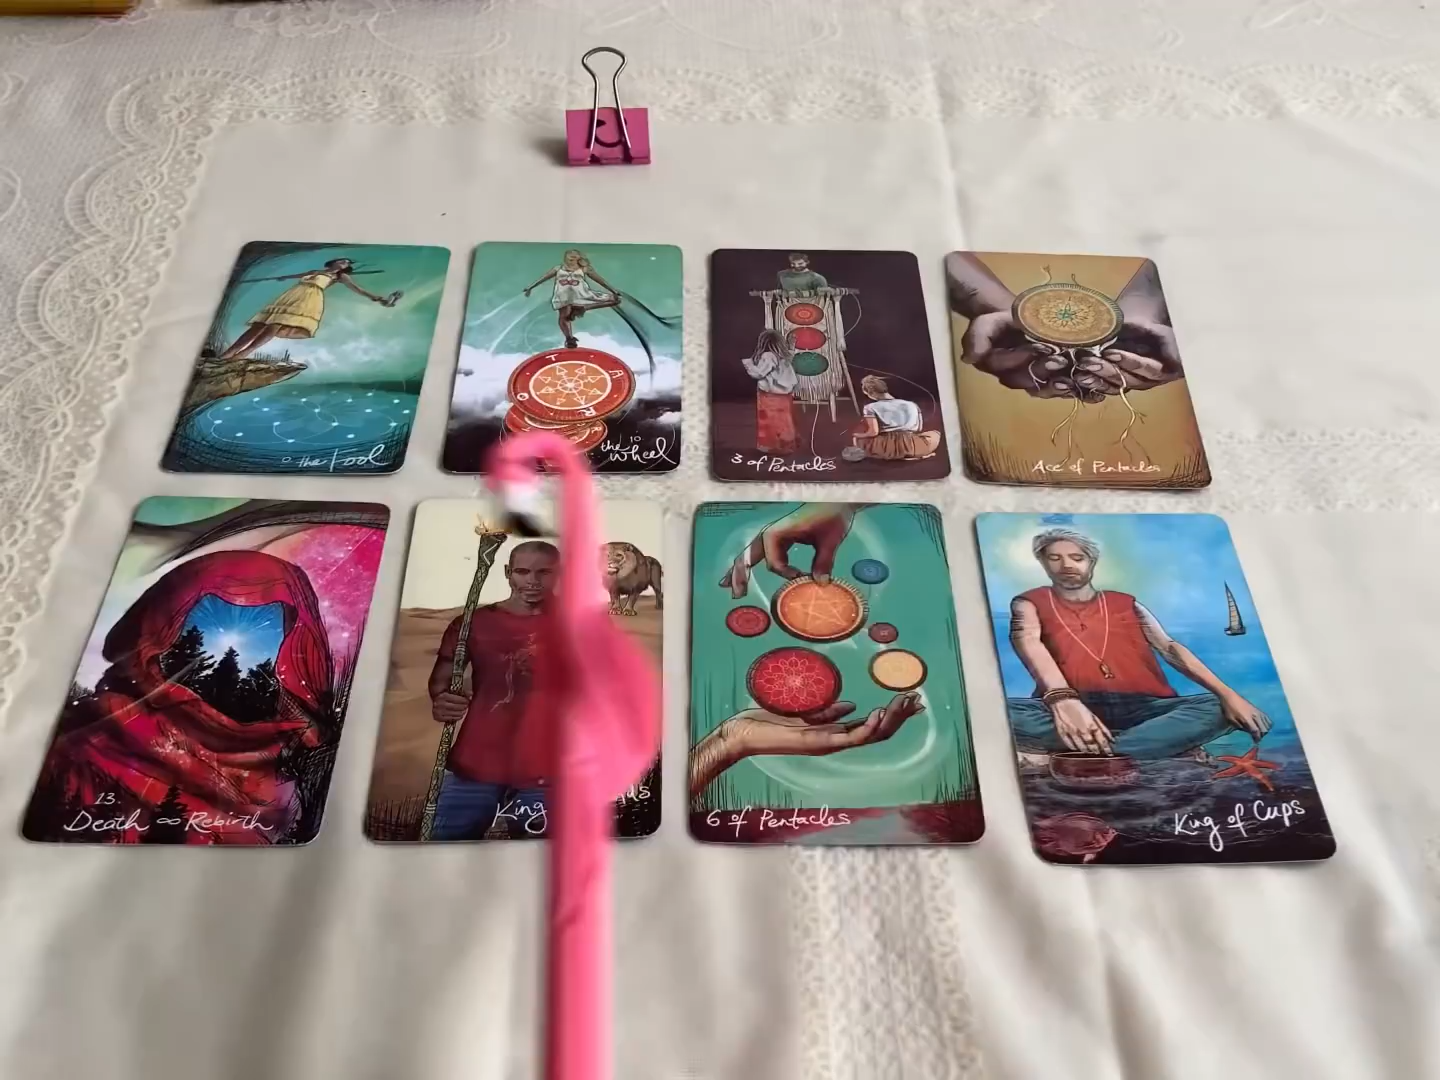 0 the Fool
T
A
R
O
10
the Wheel
3 of Pentacles
Ace of Pentacles
13.
Death ∞ Rebirth
King
6 of Pentacles
King of Cups